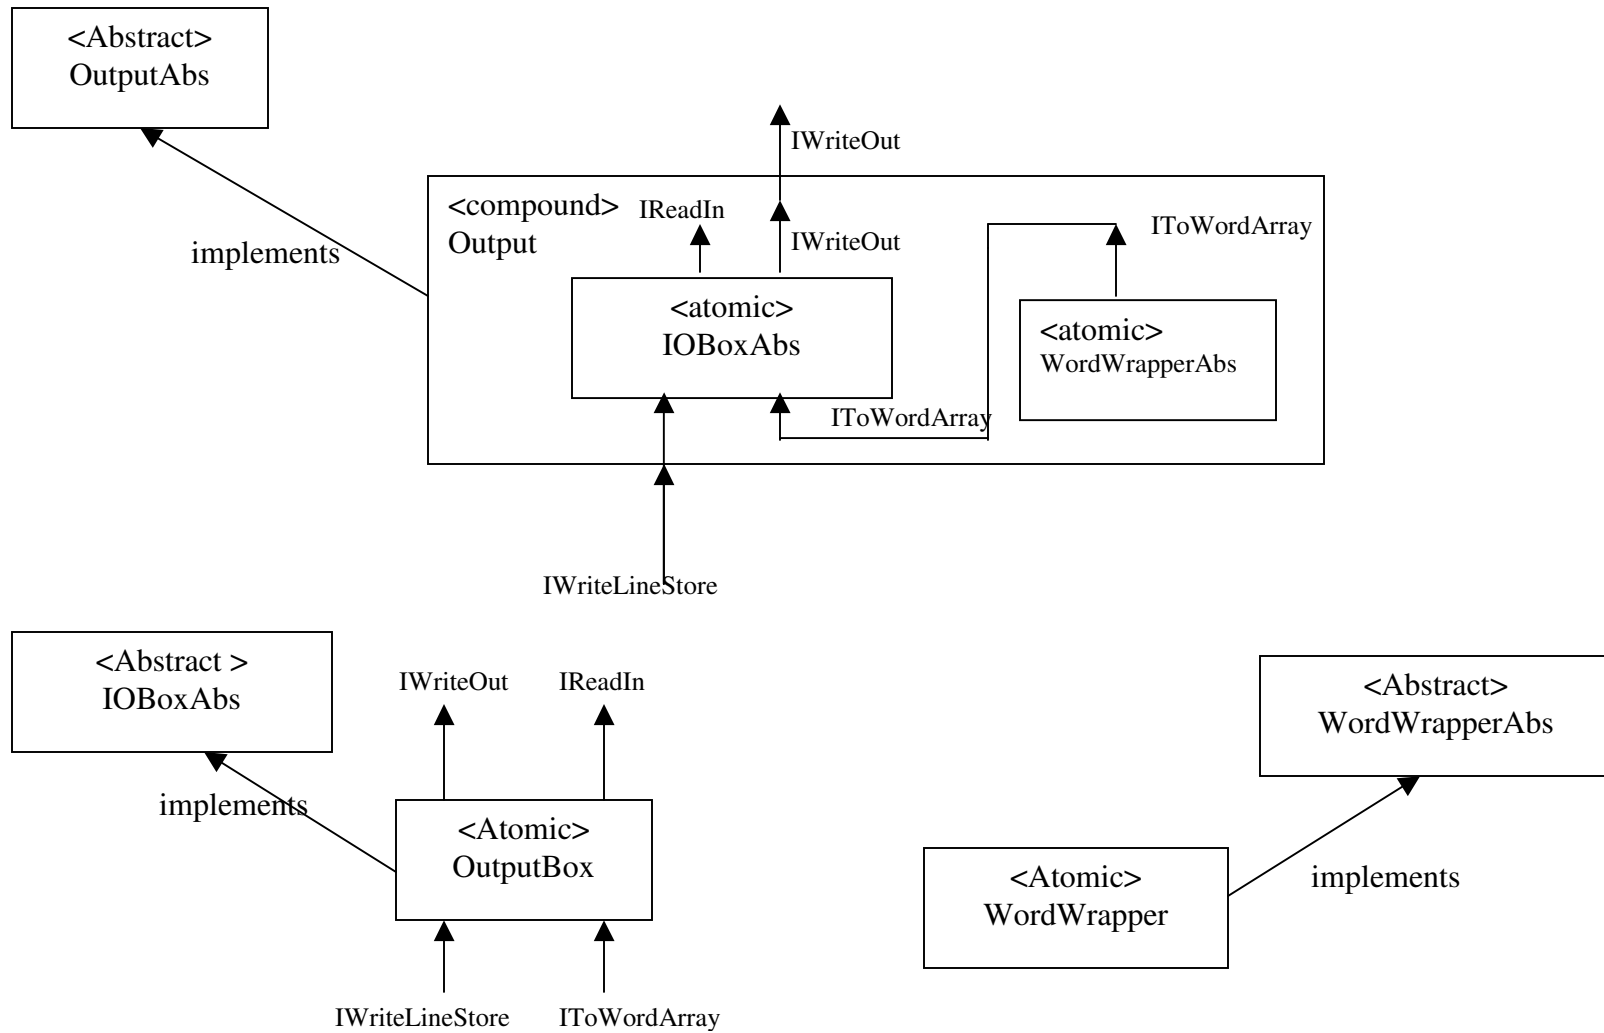 <Abstract>
OutputAbs
IWriteOut
<compound>
Output
IReadIn
IWriteOut
IToWordArray
implements
<atomic>
IOBoxAbs
<atomic>
WordWrapperAbs
IToWordArray
IWriteLineStore
<Abstract >
IOBoxAbs
IWriteOut
IReadIn
<Abstract>
WordWrapperAbs
implements
<Atomic>
OutputBox
<Atomic>
WordWrapper
implements
IWriteLineStore
IToWordArray